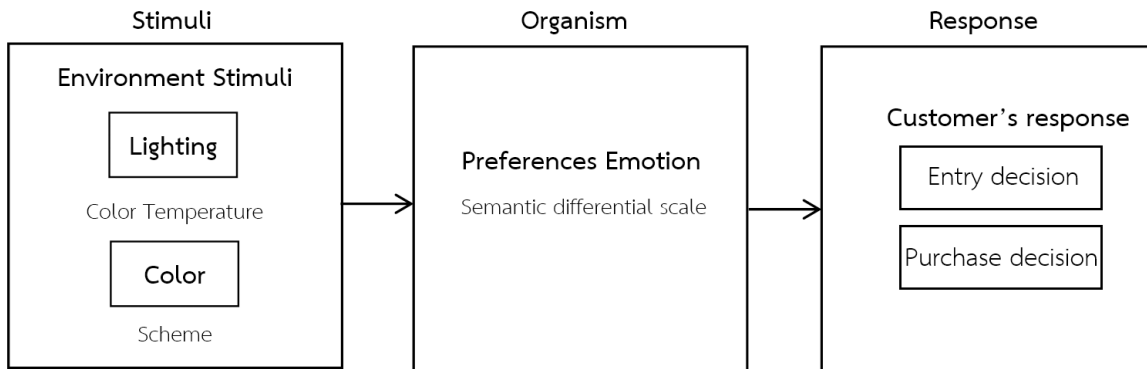 Stimuli
Organism
Response
Environment Stimuli
Lighting
Color Temperature
Color
Scheme
Preferences Emotion
Semantic differential scale
Customer's response
Entry decision
Purchase decision